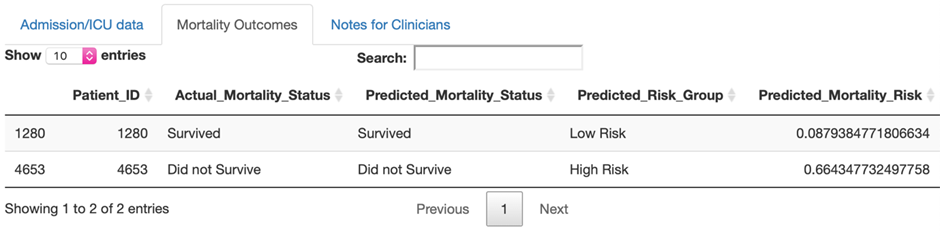 Admission/ICU data Mortality Outcomes Notes for Clinicians
Show 10 entries Search:
Patient_ID Actual_Mortality_Status Predicted_Mortality_Status Predicted_Risk_Group Predicted_Mortality_Risk
1280 1280 Survived Survived Low Risk 0.0879384771806634
4653 4653 Did not Survive Did not Survive High Risk 0.664347732497758
Showing 1 to 2 of 2 entries Previous 1 Next